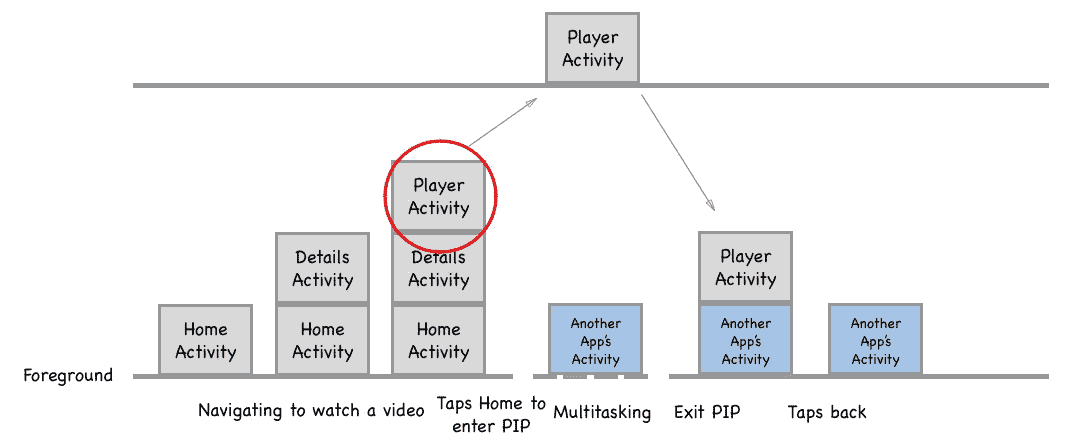 Player
Activity
Player
Activity
Details
Activity
Details
Activity
Player
Activity
Home
Activity
Home
Activity
Home
Activity
Another
App's
Activity
Another
App's
Activity
Another
App's
Activity
Foreground
Navigating to watch a video
Taps Home to
enter PIP
Multitasking
Exit PIP
Taps back